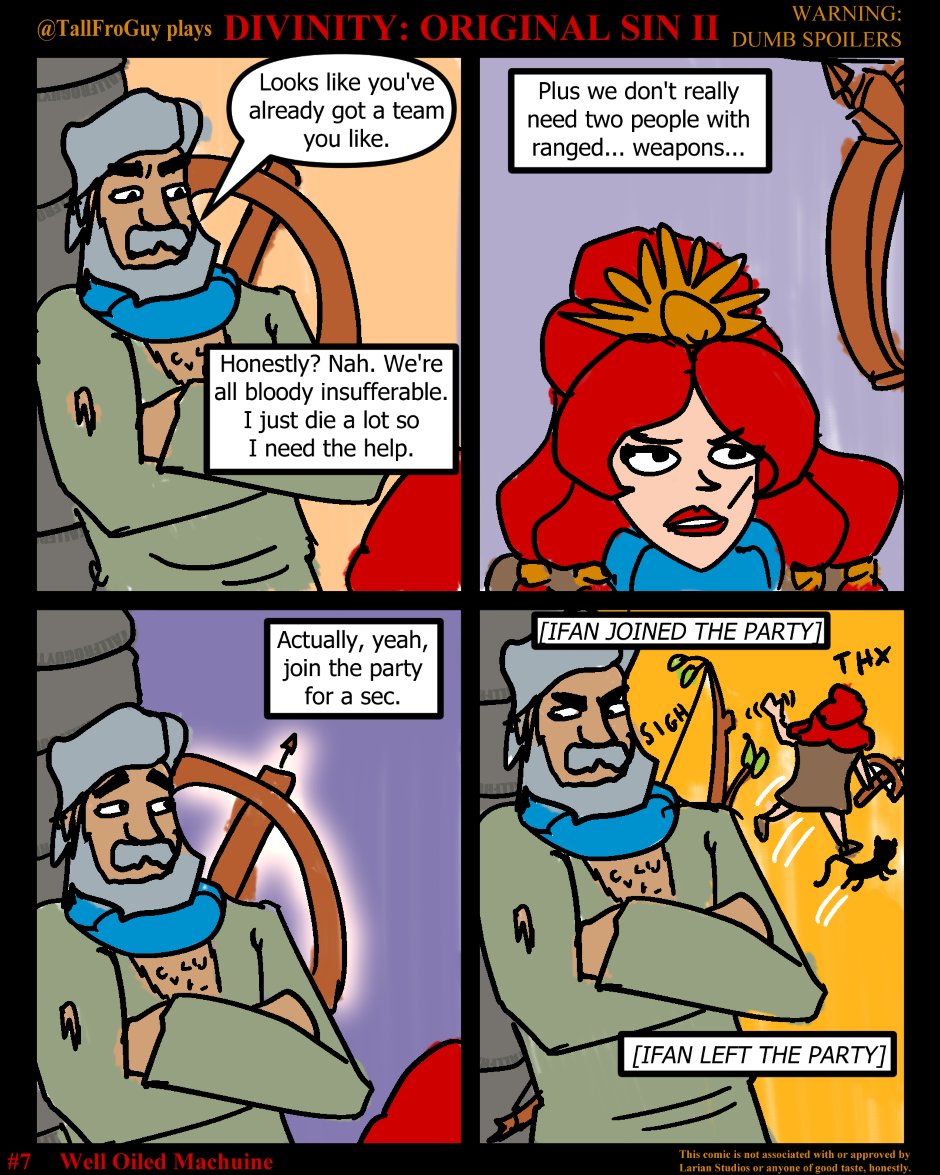 @TallFroGuy plays DIVINITY: ORIGINAL SIN II
WARNING:
DUMB SPOILERS
Looks like you've
already got a team
you like.
Honestly? Nah. We're
all bloody insufferable.
I just die a lot so
I need the help.
Plus we don't really
need two people with
ranged... weapons...
Actually, yeah,
join the party
for a sec.
[IFAN JOINED THE PARTY]
SIGH
THX
[IFAN LEFT THE PARTY]
#7 Well Oiled Machuine
This comic is not associated with or approved by
Larian Studios or anyone of good taste, honestly.